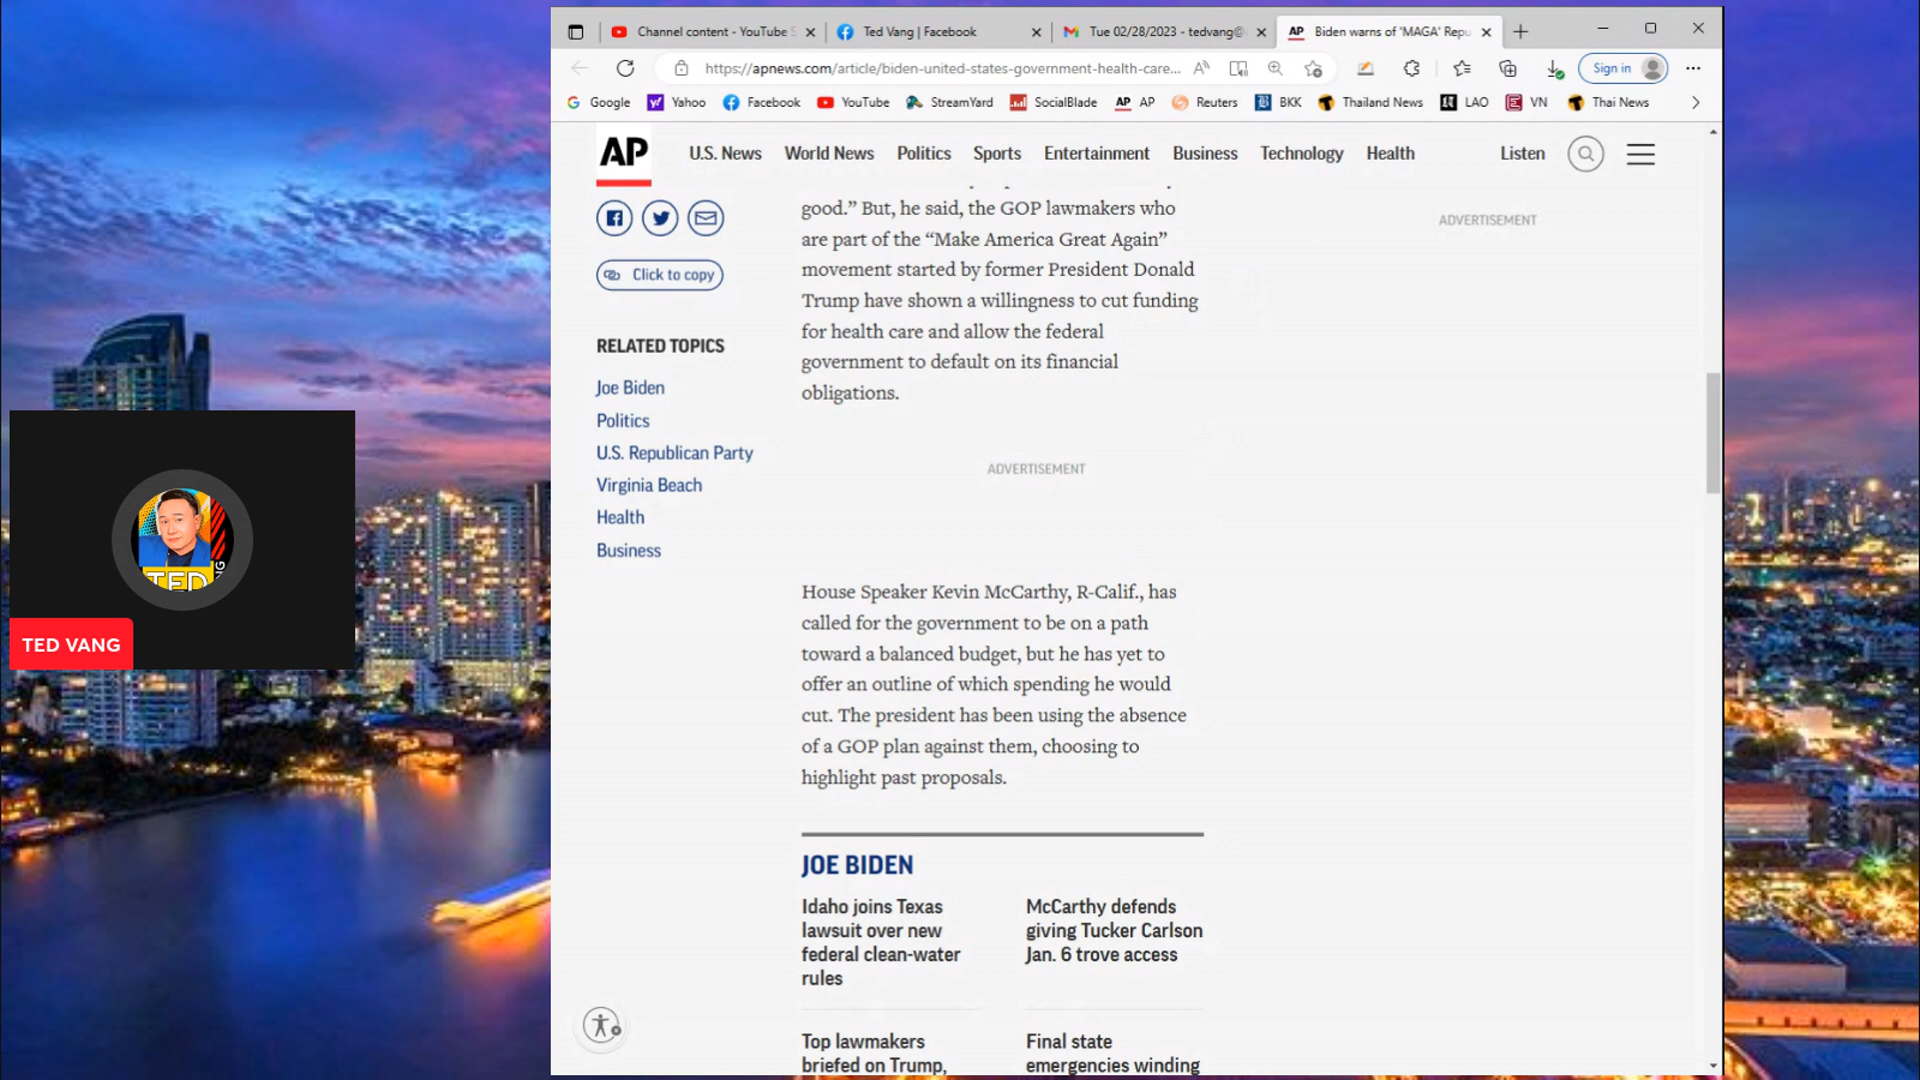 Channel content - YouTube S
Ted Vang | Facebook
Tue 02/28/2023 - tedvang@
AP Biden warns of 'MAGA' Repu
https://apnews.com/article/biden-united-states-government-health-care...
Sign in
Google
Yahoo
Facebook
YouTube
StreamYard
SocialBlade
AP AP
Reuters
BKK
Thailand News
LAO
VN
Thai News
AP
U.S. News
World News
Politics
Sports
Entertainment
Business
Technology
Health
Listen
Click to copy
RELATED TOPICS
Joe Biden
Politics
U.S. Republican Party
Virginia Beach
Health
Business
good.” But, he said, the GOP lawmakers who
are part of the “Make America Great Again”
movement started by former President Donald
Trump have shown a willingness to cut funding
for health care and allow the federal
government to default on its financial
obligations.
ADVERTISEMENT
ADVERTISEMENT
House Speaker Kevin McCarthy, R-Calif., has
called for the government to be on a path
toward a balanced budget, but he has yet to
offer an outline of which spending he would
cut. The president has been using the absence
of a GOP plan against them, choosing to
highlight past proposals.
JOE BIDEN
Idaho joins Texas
lawsuit over new
federal clean-water
rules
McCarthy defends
giving Tucker Carlson
Jan. 6 trove access
Top lawmakers
briefed on Trump,
Final state
emergencies winding
TED
TED VANG